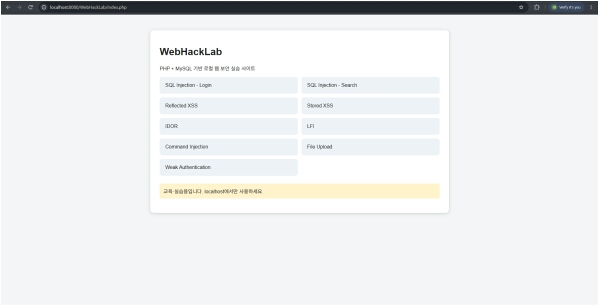 localhost:8080/WebHackLab/index.php
Verify it's you
WebHackLab
PHP + MySQL 기반 로컬 웹 보안 실습 사이트
SQL Injection - Login
SQL Injection - Search
Reflected XSS
Stored XSS
IDOR
LFI
Command Injection
File Upload
Weak Authentication
교육·실습용입니다. localhost에서만 사용하세요.